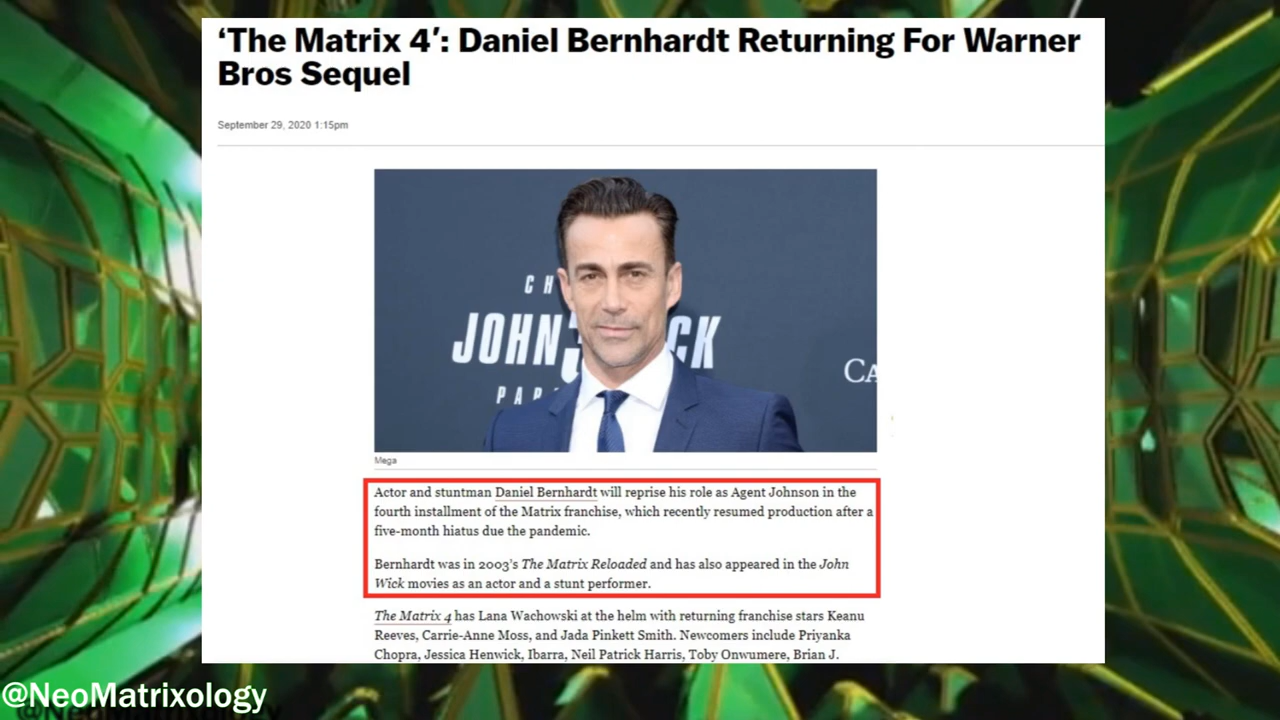 ‘The Matrix 4’: Daniel Bernhardt Returning For Warner
Bros Sequel
September 29, 2020 1:15pm
CH
JOHN 3 CK
PAR
CA
Mega
Actor and stuntman Daniel Bernhardt will reprise his role as Agent Johnson in the
fourth installment of the Matrix franchise, which recently resumed production after a
five-month hiatus due the pandemic.
Bernhardt was in 2003's The Matrix Reloaded and has also appeared in the John
Wick movies as an actor and a stunt performer.
The Matrix 4 has Lana Wachowski at the helm with returning franchise stars Keanu
Reeves, Carrie-Anne Moss, and Jada Pinkett Smith. Newcomers include Priyanka
Chopra, Jessica Henwick, Ibarra, Neil Patrick Harris, Toby Onwumere, Brian J.
@NeoMatrixology
@NeoMatrixology